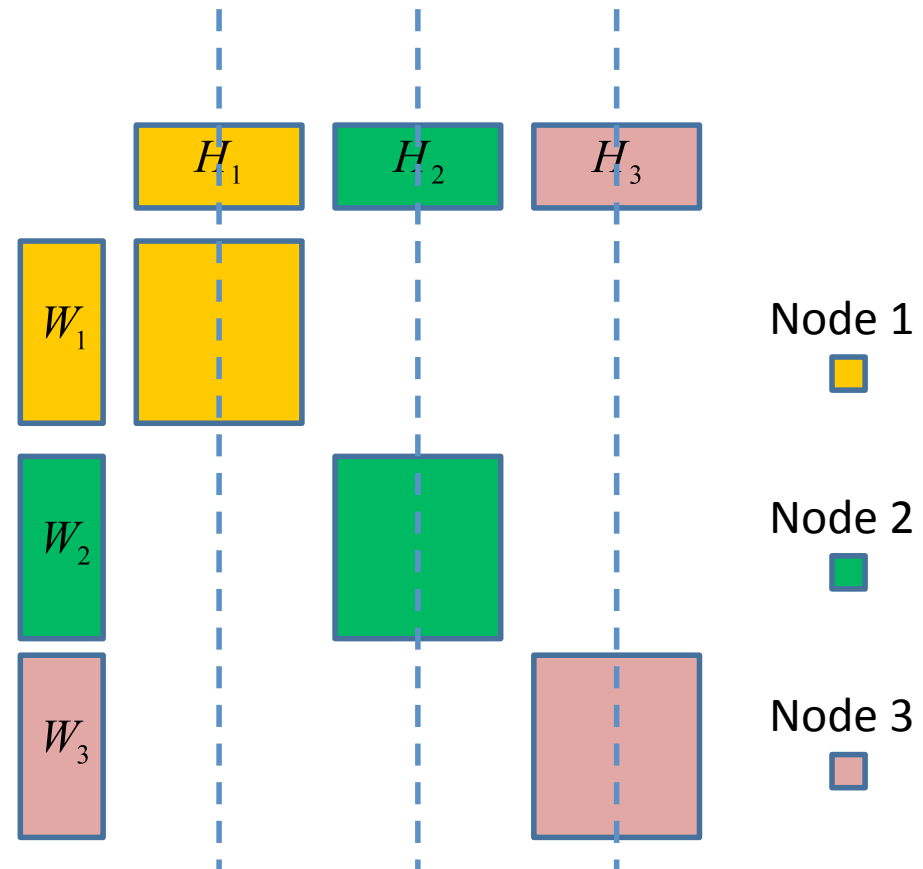 H₁ H₂ H₃
W₁
Node 1
W₂
Node 2
W₃
Node 3